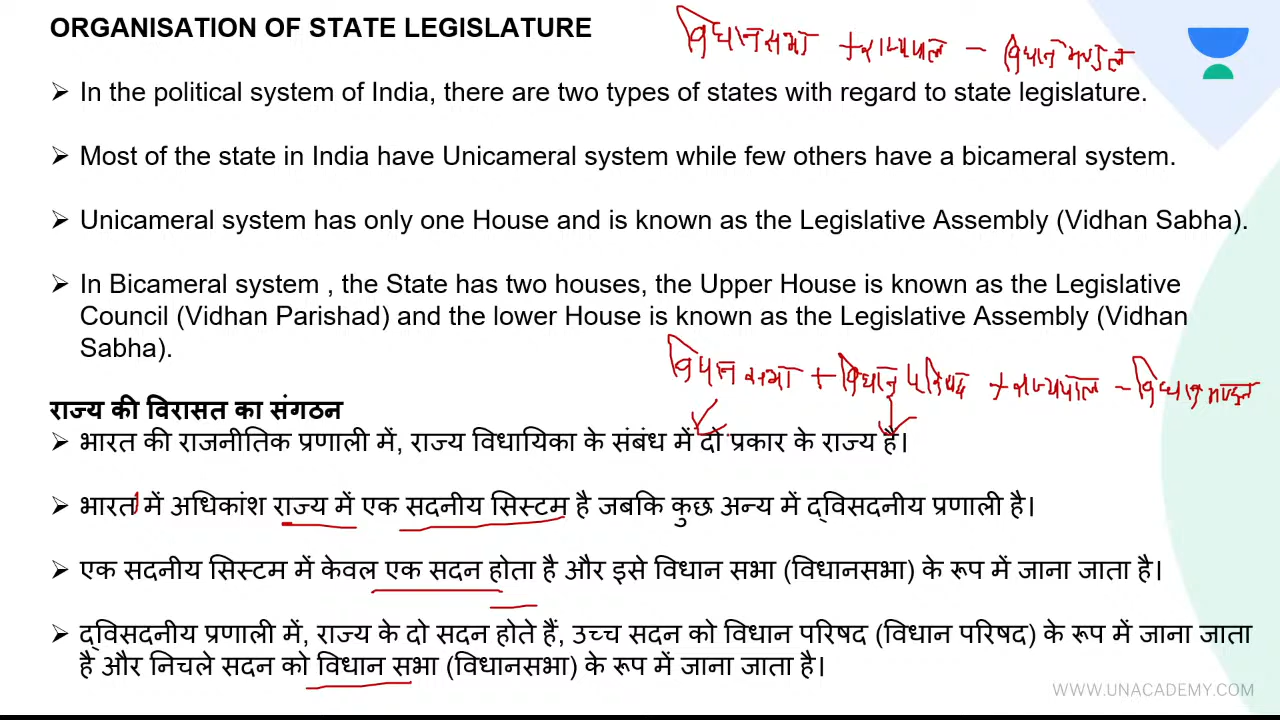 ORGANISATION OF STATE LEGISLATURE
विधानसभा + राज्यपाल - विधानमण्डल
➢ In the political system of India, there are two types of states with regard to state legislature.
➢ Most of the state in India have Unicameral system while few others have a bicameral system.
➢ Unicameral system has only one House and is known as the Legislative Assembly (Vidhan Sabha).
➢ In Bicameral system , the State has two houses, the Upper House is known as the Legislative
Council (Vidhan Parishad) and the lower House is known as the Legislative Assembly (Vidhan
Sabha).
विधानसभा + विधान परिषद + राज्यपाल - विधानमण्डल
राज्य की विरासत का संगठन
➢ भारत की राजनीतिक प्रणाली में, राज्य विधायिका के संबंध में दो प्रकार के राज्य हैं।
➢ भारत में अधिकांश राज्य में एक सदनीय सिस्टम है जबकि कुछ अन्य में द्विसदनीय प्रणाली है।
➢ एक सदनीय सिस्टम में केवल एक सदन होता है और इसे विधान सभा (विधानसभा) के रूप में जाना जाता है।
➢ द्विसदनीय प्रणाली में, राज्य के दो सदन होते हैं, उच्च सदन को विधान परिषद (विधान परिषद) के रूप में जाना जाता
है और निचले सदन को विधान सभा (विधानसभा) के रूप में जाना जाता है।
WWW.UNACADEMY.COM